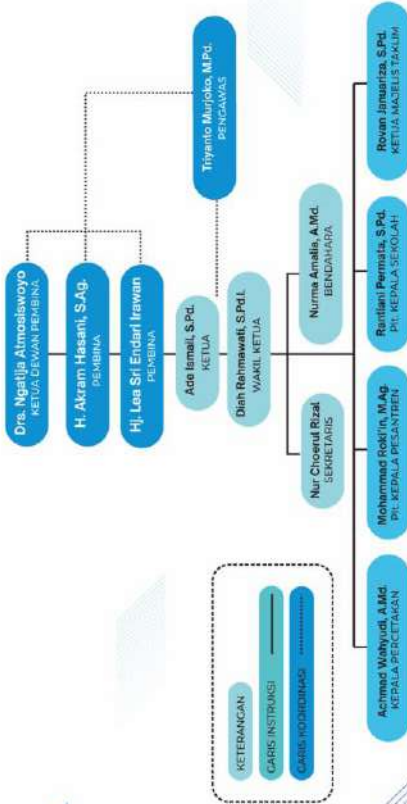 Drs. Ngatija Atmosiswoyo
KETUA DEWAN PEMBINA
H. Akram Hasani, S.Ag.
PEMBINA
Hj. Lea Sri Endari Irawan
PEMBINA
Triyanto Murjoko, M.Pd.
PENGAWAS
Ade Ismail, S.Pd.
KETUA
Diah Rahmawati, S.Pd.I.
WAKIL KETUA
Nur Choerul Rizal
SEKRETARIS
Nurma Amalia, A.Md.
BENDAHARA
Achmad Wahyudi, A.Md.
KEPALA PERCETAKAN
Mohammad Roki'in, M.Ag.
Plt. KEPALA PESANTREN
Rantiani Permata, S.Pd.
Plt. KEPALA SEKOLAH
Rovan Januariza, S.Pd.
KETUA MAJELIS TAKLIM
KETERANGAN
GARIS INSTRUKSI
GARIS KOORDINASI